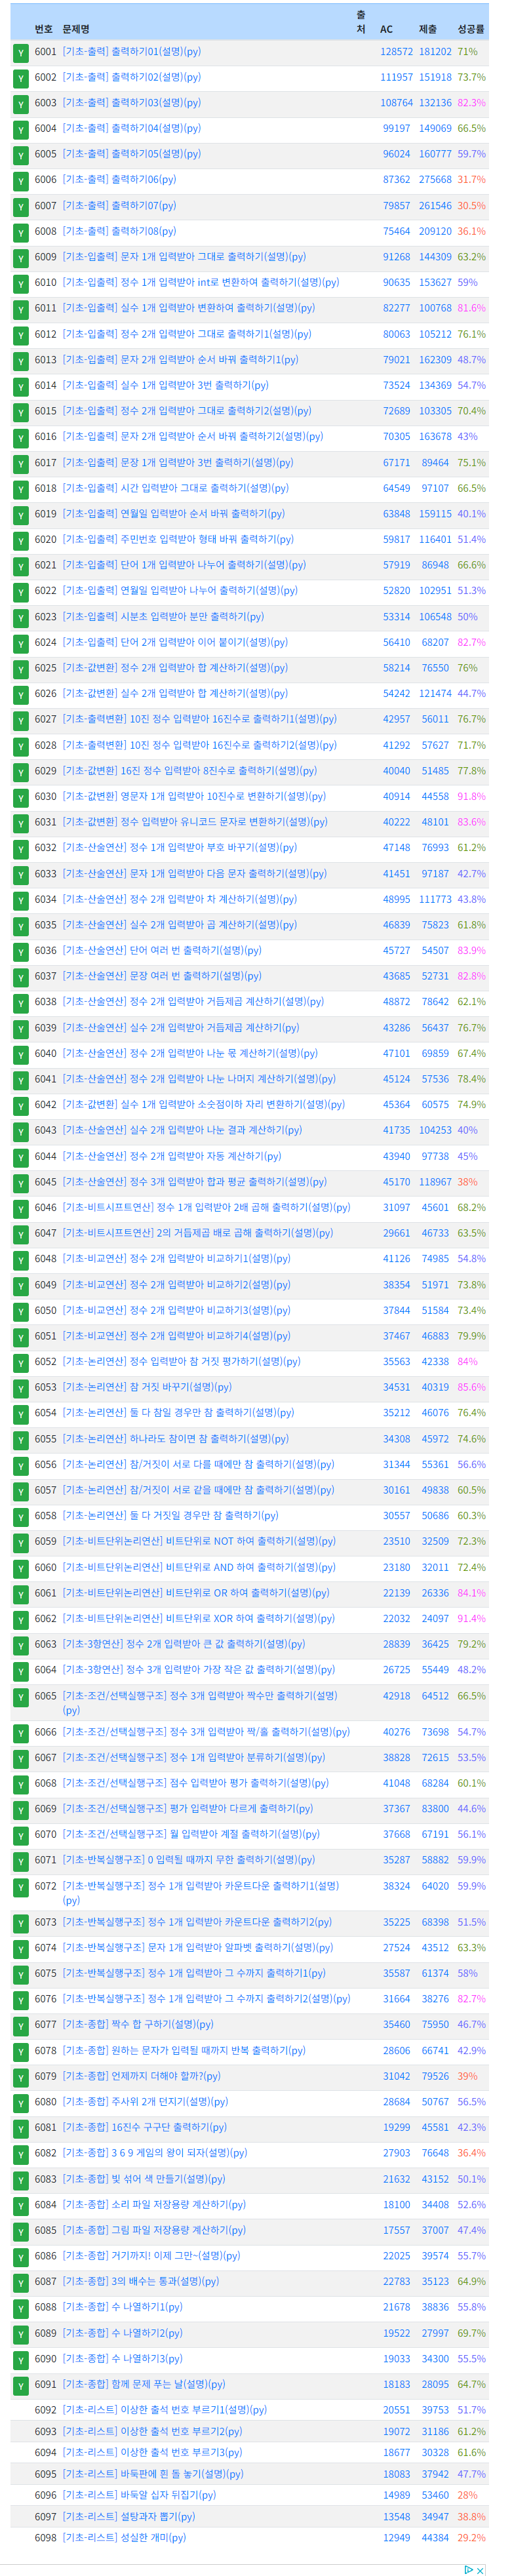 번호 문제명 출처 AC 제출 성공률
Y 6001 [기초-출력] 출력하기01(설명)(py) 128572 181202 71%
Y 6002 [기초-출력] 출력하기02(설명)(py) 111957 151918 73.7%
Y 6003 [기초-출력] 출력하기03(설명)(py) 108764 132136 82.3%
Y 6004 [기초-출력] 출력하기04(설명)(py) 99197 149069 66.5%
Y 6005 [기초-출력] 출력하기05(설명)(py) 96024 160777 59.7%
Y 6006 [기초-출력] 출력하기06(py) 87362 275668 31.7%
Y 6007 [기초-출력] 출력하기07(py) 79857 261546 30.5%
Y 6008 [기초-출력] 출력하기08(py) 75464 209120 36.1%
Y 6009 [기초-입출력] 문자 1개 입력받아 그대로 출력하기(설명)(py) 91268 144309 63.2%
Y 6010 [기초-입출력] 정수 1개 입력받아 int로 변환하여 출력하기(설명)(py) 90635 153627 59%
Y 6011 [기초-입출력] 실수 1개 입력받아 변환하여 출력하기(설명)(py) 82277 100768 81.6%
Y 6012 [기초-입출력] 정수 2개 입력받아 그대로 출력하기1(설명)(py) 80063 105212 76.1%
Y 6013 [기초-입출력] 문자 2개 입력받아 순서 바꿔 출력하기1(py) 79021 162309 48.7%
Y 6014 [기초-입출력] 실수 1개 입력받아 3번 출력하기(py) 73524 134369 54.7%
Y 6015 [기초-입출력] 정수 2개 입력받아 그대로 출력하기2(설명)(py) 72689 103305 70.4%
Y 6016 [기초-입출력] 문자 2개 입력받아 순서 바꿔 출력하기2(설명)(py) 70305 163678 43%
Y 6017 [기초-입출력] 문장 1개 입력받아 3번 출력하기(설명)(py) 67171 89464 75.1%
Y 6018 [기초-입출력] 시간 입력받아 그대로 출력하기(설명)(py) 64549 97107 66.5%
Y 6019 [기초-입출력] 연월일 입력받아 순서 바꿔 출력하기(py) 63848 159115 40.1%
Y 6020 [기초-입출력] 주민번호 입력받아 형태 바꿔 출력하기(py) 59817 116401 51.4%
Y 6021 [기초-입출력] 단어 1개 입력받아 나누어 출력하기(설명)(py) 57919 86948 66.6%
Y 6022 [기초-입출력] 연월일 입력받아 나누어 출력하기(설명)(py) 52820 102951 51.3%
Y 6023 [기초-입출력] 시분초 입력받아 분만 출력하기(py) 53314 106548 50%
Y 6024 [기초-입출력] 단어 2개 입력받아 이어 붙이기(설명)(py) 56410 68207 82.7%
Y 6025 [기초-값변환] 정수 2개 입력받아 합 계산하기(설명)(py) 58214 76550 76%
Y 6026 [기초-값변환] 실수 2개 입력받아 합 계산하기(설명)(py) 54242 121474 44.7%
Y 6027 [기초-출력변환] 10진 정수 입력받아 16진수로 출력하기1(설명)(py) 42957 56011 76.7%
Y 6028 [기초-출력변환] 10진 정수 입력받아 16진수로 출력하기2(설명)(py) 41292 57627 71.7%
Y 6029 [기초-값변환] 16진 정수 입력받아 8진수로 출력하기(설명)(py) 40040 51485 77.8%
Y 6030 [기초-값변환] 영문자 1개 입력받아 10진수로 변환하기(설명)(py) 40914 44558 91.8%
Y 6031 [기초-값변환] 정수 입력받아 유니코드 문자로 변환하기(설명)(py) 40222 48101 83.6%
Y 6032 [기초-산술연산] 정수 1개 입력받아 부호 바꾸기(설명)(py) 47148 76993 61.2%
Y 6033 [기초-산술연산] 문자 1개 입력받아 다음 문자 출력하기(설명)(py) 41451 97187 42.7%
Y 6034 [기초-산술연산] 정수 2개 입력받아 차 계산하기(설명)(py) 48995 111773 43.8%
Y 6035 [기초-산술연산] 실수 2개 입력받아 곱 계산하기(설명)(py) 46839 75823 61.8%
Y 6036 [기초-산술연산] 단어 여러 번 출력하기(설명)(py) 45727 54507 83.9%
Y 6037 [기초-산술연산] 문장 여러 번 출력하기(설명)(py) 43685 52731 82.8%
Y 6038 [기초-산술연산] 정수 2개 입력받아 거듭제곱 계산하기(설명)(py) 48872 78642 62.1%
Y 6039 [기초-산술연산] 실수 2개 입력받아 거듭제곱 계산하기(py) 43286 56437 76.7%
Y 6040 [기초-산술연산] 정수 2개 입력받아 나눈 몫 계산하기(설명)(py) 47101 69859 67.4%
Y 6041 [기초-산술연산] 정수 2개 입력받아 나눈 나머지 계산하기(설명)(py) 45124 57536 78.4%
Y 6042 [기초-값변환] 실수 1개 입력받아 소숫점이하 자리 변환하기(설명)(py) 45364 60575 74.9%
Y 6043 [기초-산술연산] 실수 2개 입력받아 나눈 결과 계산하기(py) 41735 104253 40%
Y 6044 [기초-산술연산] 정수 2개 입력받아 자동 계산하기(py) 43940 97738 45%
Y 6045 [기초-산술연산] 정수 3개 입력받아 합과 평균 출력하기(설명)(py) 45170 118967 38%
Y 6046 [기초-비트시프트연산] 정수 1개 입력받아 2배 곱해 출력하기(설명)(py) 31097 45601 68.2%
Y 6047 [기초-비트시프트연산] 2의 거듭제곱 배로 곱해 출력하기(설명)(py) 29661 46733 63.5%
Y 6048 [기초-비교연산] 정수 2개 입력받아 비교하기1(설명)(py) 41126 74985 54.8%
Y 6049 [기초-비교연산] 정수 2개 입력받아 비교하기2(설명)(py) 38354 51971 73.8%
Y 6050 [기초-비교연산] 정수 2개 입력받아 비교하기3(설명)(py) 37844 51584 73.4%
Y 6051 [기초-비교연산] 정수 2개 입력받아 비교하기4(설명)(py) 37467 46883 79.9%
Y 6052 [기초-논리연산] 정수 입력받아 참 거짓 평가하기(설명)(py) 35563 42338 84%
Y 6053 [기초-논리연산] 참 거짓 바꾸기(설명)(py) 34531 40319 85.6%
Y 6054 [기초-논리연산] 둘 다 참일 경우만 참 출력하기(설명)(py) 35212 46076 76.4%
Y 6055 [기초-논리연산] 하나라도 참이면 참 출력하기(설명)(py) 34308 45972 74.6%
Y 6056 [기초-논리연산] 참/거짓이 서로 다를 때에만 참 출력하기(설명)(py) 31344 55361 56.6%
Y 6057 [기초-논리연산] 참/거짓이 서로 같을 때에만 참 출력하기(설명)(py) 30161 49838 60.5%
Y 6058 [기초-논리연산] 둘 다 거짓일 경우만 참 출력하기(py) 30557 50686 60.3%
Y 6059 [기초-비트단위논리연산] 비트단위로 NOT 하여 출력하기(설명)(py) 23510 32509 72.3%
Y 6060 [기초-비트단위논리연산] 비트단위로 AND 하여 출력하기(설명)(py) 23180 32011 72.4%
Y 6061 [기초-비트단위논리연산] 비트단위로 OR 하여 출력하기(설명)(py) 22139 26336 84.1%
Y 6062 [기초-비트단위논리연산] 비트단위로 XOR 하여 출력하기(설명)(py) 22032 24097 91.4%
Y 6063 [기초-3항연산] 정수 2개 입력받아 큰 값 출력하기(설명)(py) 28839 36425 79.2%
Y 6064 [기초-3항연산] 정수 3개 입력받아 가장 작은 값 출력하기(설명)(py) 26725 55449 48.2%
Y 6065 [기초-조건/선택실행구조] 정수 3개 입력받아 짝수만 출력하기(설명)(py) 42918 64512 66.5%
Y 6066 [기초-조건/선택실행구조] 정수 3개 입력받아 짝/홀 출력하기(설명)(py) 40276 73698 54.7%
Y 6067 [기초-조건/선택실행구조] 정수 1개 입력받아 분류하기(설명)(py) 38828 72615 53.5%
Y 6068 [기초-조건/선택실행구조] 점수 입력받아 평가 출력하기(설명)(py) 41048 68284 60.1%
Y 6069 [기초-조건/선택실행구조] 평가 입력받아 다르게 출력하기(py) 37367 83800 44.6%
Y 6070 [기초-조건/선택실행구조] 월 입력받아 계절 출력하기(설명)(py) 37668 67191 56.1%
Y 6071 [기초-반복실행구조] 0 입력될 때까지 무한 출력하기(설명)(py) 35287 58882 59.9%
Y 6072 [기초-반복실행구조] 정수 1개 입력받아 카운트다운 출력하기1(설명)(py) 38324 64020 59.9%
Y 6073 [기초-반복실행구조] 정수 1개 입력받아 카운트다운 출력하기2(py) 35225 68398 51.5%
Y 6074 [기초-반복실행구조] 문자 1개 입력받아 알파벳 출력하기(설명)(py) 27524 43512 63.3%
Y 6075 [기초-반복실행구조] 정수 1개 입력받아 그 수까지 출력하기1(py) 35587 61374 58%
Y 6076 [기초-반복실행구조] 정수 1개 입력받아 그 수까지 출력하기2(설명)(py) 31664 38276 82.7%
Y 6077 [기초-종합] 짝수 합 구하기(설명)(py) 35460 75950 46.7%
Y 6078 [기초-종합] 원하는 문자가 입력될 때까지 반복 출력하기(py) 28606 66741 42.9%
Y 6079 [기초-종합] 언제까지 더해야 할까?(py) 31042 79526 39%
Y 6080 [기초-종합] 주사위 2개 던지기(설명)(py) 28684 50767 56.5%
Y 6081 [기초-종합] 16진수 구구단 출력하기(py) 19299 45581 42.3%
Y 6082 [기초-종합] 3 6 9 게임의 왕이 되자(설명)(py) 27903 76648 36.4%
Y 6083 [기초-종합] 빛 섞어 색 만들기(설명)(py) 21632 43152 50.1%
Y 6084 [기초-종합] 소리 파일 저장용량 계산하기(py) 18100 34408 52.6%
Y 6085 [기초-종합] 그림 파일 저장용량 계산하기(py) 17557 37007 47.4%
Y 6086 [기초-종합] 거기까지! 이제 그만~(설명)(py) 22025 39574 55.7%
Y 6087 [기초-종합] 3의 배수는 통과(설명)(py) 22783 35123 64.9%
Y 6088 [기초-종합] 수 나열하기1(py) 21678 38836 55.8%
Y 6089 [기초-종합] 수 나열하기2(py) 19522 27997 69.7%
Y 6090 [기초-종합] 수 나열하기3(py) 19033 34300 55.5%
Y 6091 [기초-종합] 함께 문제 푸는 날(설명)(py) 18183 28095 64.7%
6092 [기초-리스트] 이상한 출석 번호 부르기1(설명)(py) 20551 39753 51.7%
6093 [기초-리스트] 이상한 출석 번호 부르기2(py) 19072 31186 61.2%
6094 [기초-리스트] 이상한 출석 번호 부르기3(py) 18677 30328 61.6%
6095 [기초-리스트] 바둑판에 흰 돌 놓기(설명)(py) 18083 37942 47.7%
6096 [기초-리스트] 바둑알 십자 뒤집기(py) 14989 53460 28%
6097 [기초-리스트] 설탕과자 뽑기(py) 13548 34947 38.8%
6098 [기초-리스트] 성실한 개미(py) 12949 44384 29.2%